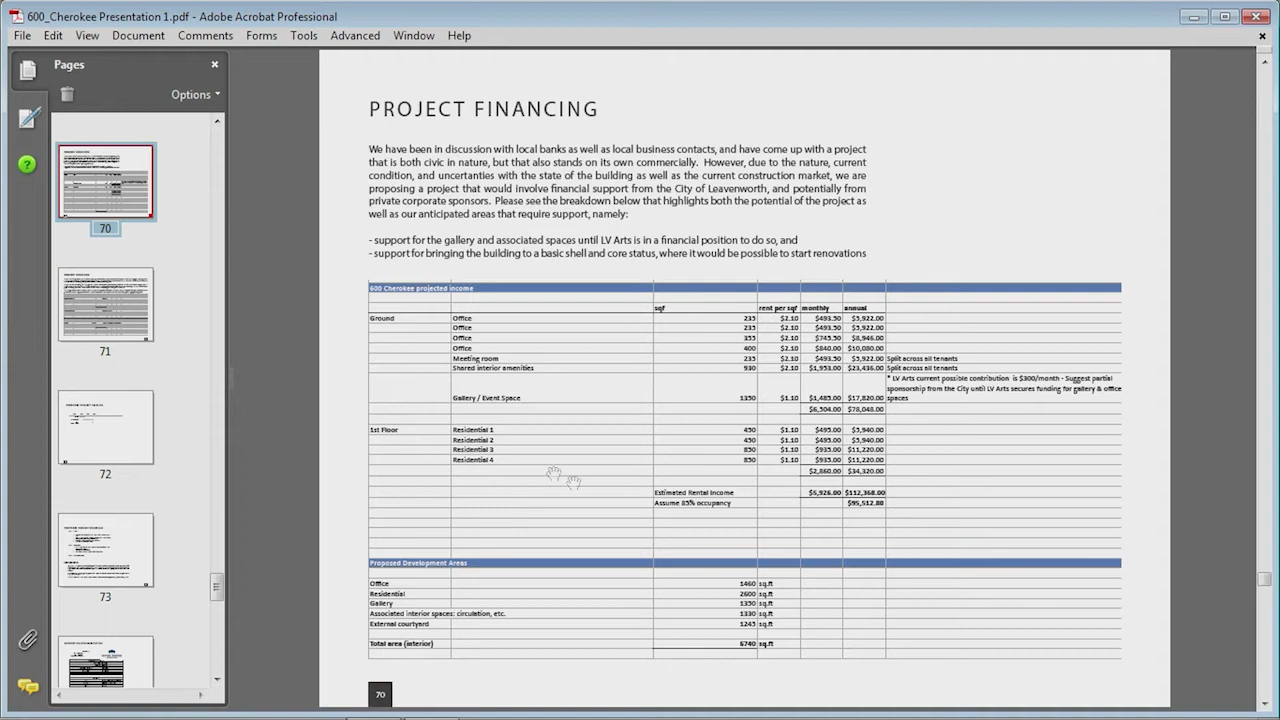 600_Cherokee Presentation 1.pdf - Adobe Acrobat Professional
File Edit View Document Comments Forms Tools Advanced Window Help
Pages
Options
70
71
72
73
PROJECT FINANCING
We have been in discussion with local banks as well as local business contacts, and have come up with a project
that is both civic in nature, but that also stands on its own commercially. However, due to the nature, current
condition, and uncertanties with the state of the building as well as the current construction market, we are
proposing a project that would involve financial support from the City of Leavenworth, and potentially from
private corporate sponsors. Please see the breakdown below that highlights both the potential of the project as
well as our anticipated areas that require support, namely:
- support for the gallery and associated spaces until LV Arts is in a financial position to do so, and
- support for bringing the building to a basic shell and core status, where it would be possible to start renovations
600 Cherokee projected income
sqf rent per sqf monthly annual
Ground Office 235 $2.10 $493.50 $5,922.00
Office 235 $2.10 $493.50 $5,922.00
Office 355 $2.10 $745.50 $8,946.00
Office 400 $2.10 $840.00 $10,080.00
Meeting room 235 $2.10 $493.50 $5,922.00 Split across all tenants
Shared interior amenities 930 $2.10 $1,953.00 $23,436.00 Split across all tenants
* LV Arts current possible contribution is $300/month - Suggest partial
sponsorship from the City until LV Arts secures funding for gallery & office
Gallery / Event Space 1350 $1.10 $1,485.00 $17,820.00 spaces
$6,504.00 $78,048.00
1st Floor Residential 1 450 $1.10 $495.00 $5,940.00
Residential 2 450 $1.10 $495.00 $5,940.00
Residential 3 850 $1.10 $935.00 $11,220.00
Residential 4 850 $1.10 $935.00 $11,220.00
$2,860.00 $34,320.00
Estimated Rental Income $5,926.00 $112,368.00
Assume 85% occupancy $95,512.80
Proposed Development Areas
Office 1460 sq.ft
Residential 2600 sq.ft
Gallery 1350 sq.ft
Associated interior spaces: circulation, etc. 1330 sq.ft
External courtyard 1245 sq.ft
Total area (interior) 6740 sq.ft
70